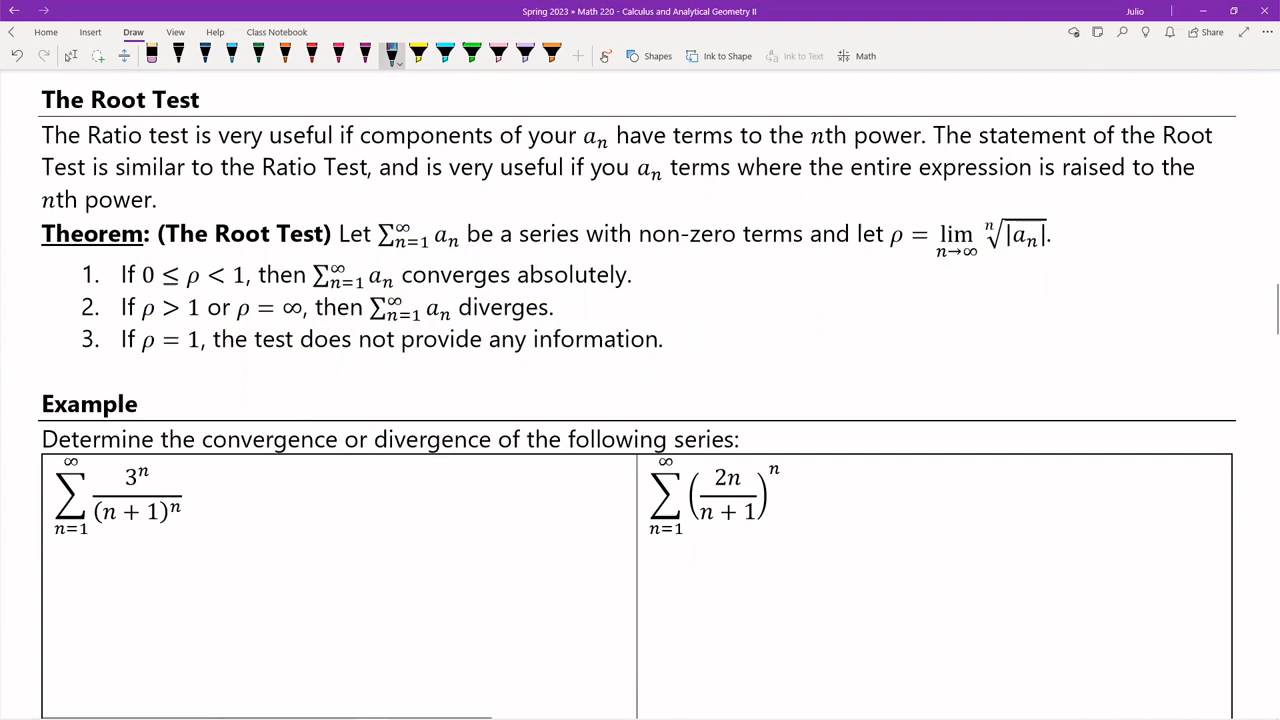 Spring 2023 » Math 220 - Calculus and Analytical Geometry II
Julio
Home Insert Draw View Help Class Notebook
Share
Shapes Ink to Shape Ink to Text Math
The Root Test
The Ratio test is very useful if components of your aₙ have terms to the nth power. The statement of the Root
Test is similar to the Ratio Test, and is very useful if you aₙ terms where the entire expression is raised to the
nth power.
Theorem: (The Root Test) Let ∑_{n=1}^{∞} aₙ be a series with non-zero terms and let ρ = lim_{n→∞} ⁿ√|aₙ|.
1. If 0 ≤ ρ < 1, then ∑_{n=1}^{∞} aₙ converges absolutely.
2. If ρ > 1 or ρ = ∞, then ∑_{n=1}^{∞} aₙ diverges.
3. If ρ = 1, the test does not provide any information.
Example
Determine the convergence or divergence of the following series:
∑_{n=1}^{∞} 3ⁿ/(n + 1)ⁿ
∑_{n=1}^{∞} (2n/(n + 1))ⁿ